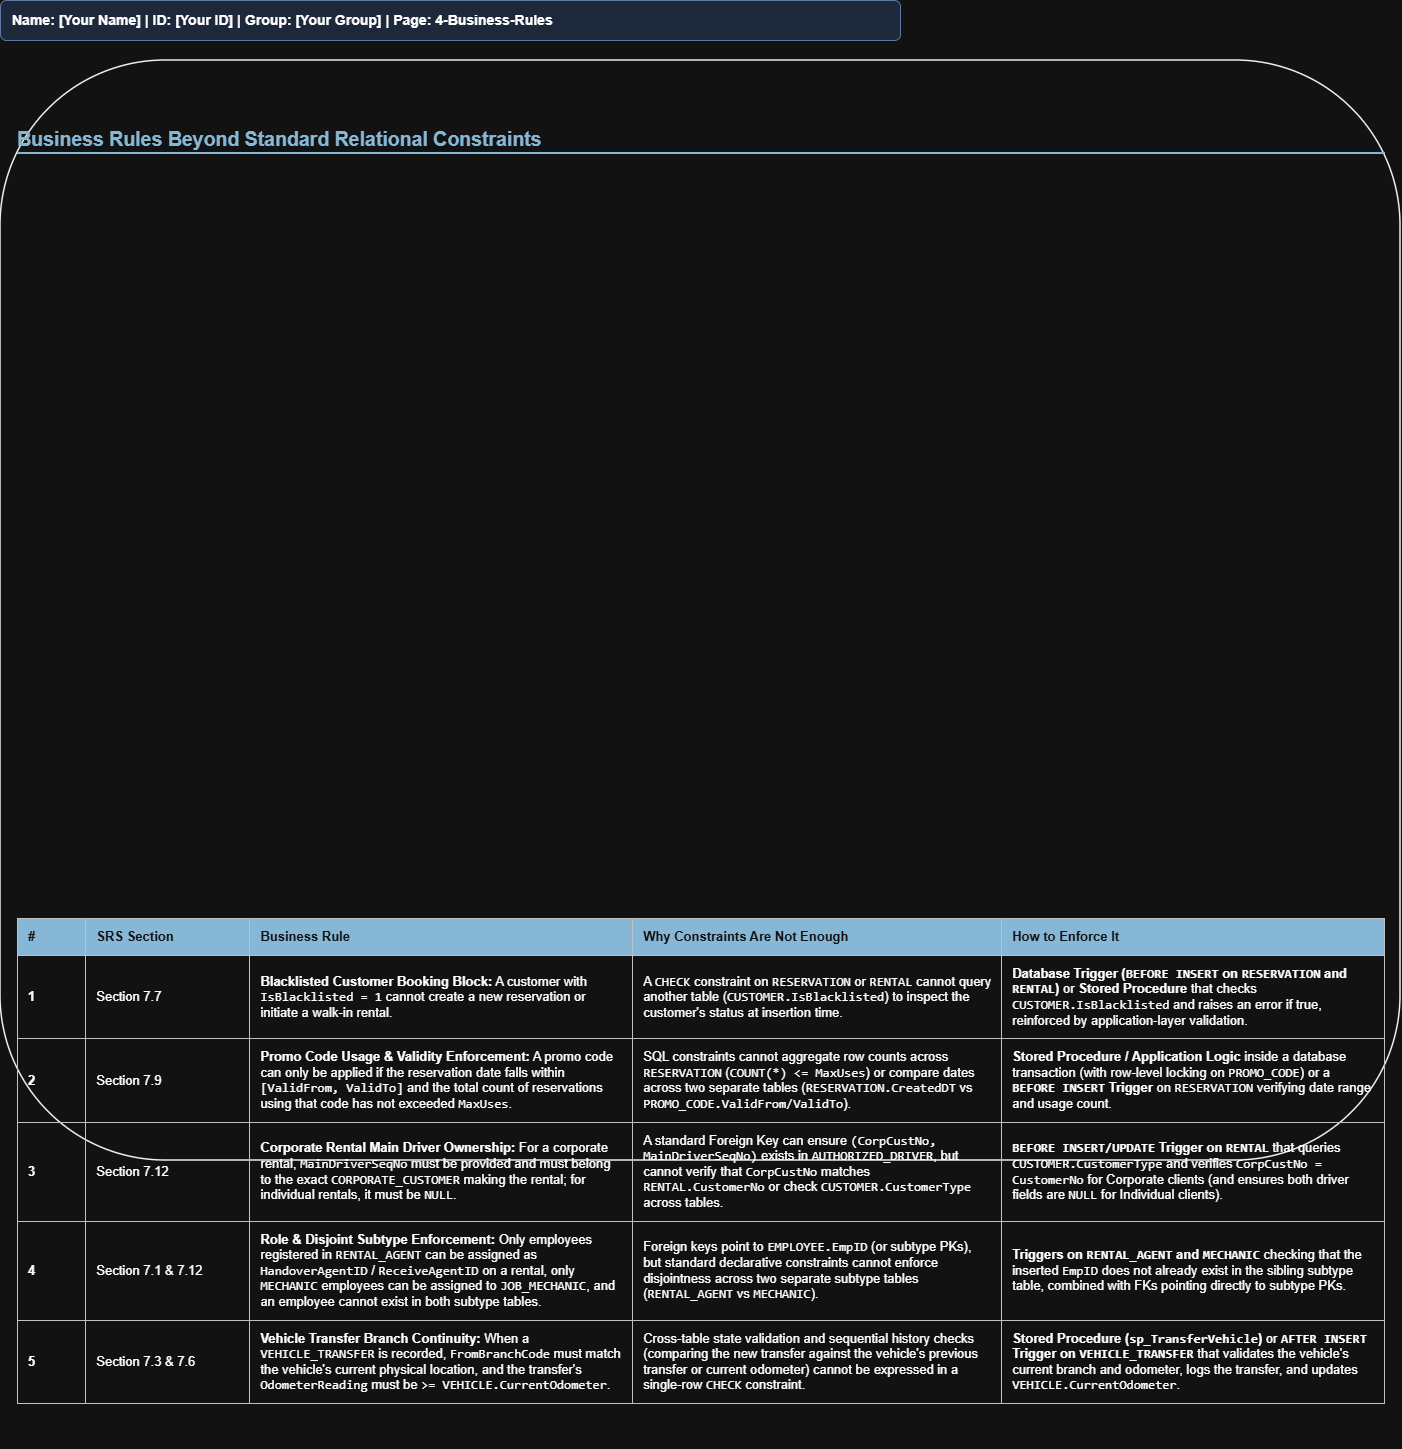 Name: [Your Name] | ID: [Your ID] | Group: [Your Group] | Page: 4-Business-Rules
Business Rules Beyond Standard Relational Constraints
# SRS Section Business Rule Why Constraints Are Not Enough How to Enforce It
1
Section 7.7
Blacklisted Customer Booking Block: A customer with
IsBlacklisted = 1 cannot create a new reservation or
initiate a walk-in rental.
A CHECK constraint on RESERVATION or RENTAL cannot query
another table (CUSTOMER.IsBlacklisted) to inspect the
customer's status at insertion time.
Database Trigger (BEFORE INSERT on RESERVATION and
RENTAL) or Stored Procedure that checks
CUSTOMER.IsBlacklisted and raises an error if true,
reinforced by application-layer validation.
2
Section 7.9
Promo Code Usage & Validity Enforcement: A promo code
can only be applied if the reservation date falls within
[ValidFrom, ValidTo] and the total count of reservations
using that code has not exceeded MaxUses.
SQL constraints cannot aggregate row counts across
RESERVATION (COUNT(*) <= MaxUses) or compare dates
across two separate tables (RESERVATION.CreatedDT vs
PROMO_CODE.ValidFrom/ValidTo).
Stored Procedure / Application Logic inside a database
transaction (with row-level locking on PROMO_CODE) or a
BEFORE INSERT Trigger on RESERVATION verifying date range
and usage count.
3
Section 7.12
Corporate Rental Main Driver Ownership: For a corporate
rental, MainDriverSeqNo must be provided and must belong
to the exact CORPORATE_CUSTOMER making the rental; for
individual rentals, it must be NULL.
A standard Foreign Key can ensure (CorpCustNo,
MainDriverSeqNo) exists in AUTHORIZED_DRIVER, but
cannot verify that CorpCustNo matches
RENTAL.CustomerNo or check CUSTOMER.CustomerType
across tables.
BEFORE INSERT/UPDATE Trigger on RENTAL that queries
CUSTOMER.CustomerType and verifies CorpCustNo =
CustomerNo for Corporate clients (and ensures both driver
fields are NULL for Individual clients).
4
Section 7.1 & 7.12
Role & Disjoint Subtype Enforcement: Only employees
registered in RENTAL_AGENT can be assigned as
HandoverAgentID / ReceiveAgentID on a rental, only
MECHANIC employees can be assigned to JOB_MECHANIC, and
an employee cannot exist in both subtype tables.
Foreign keys point to EMPLOYEE.EmpID (or subtype PKs),
but standard declarative constraints cannot enforce
disjointness across two separate subtype tables
(RENTAL_AGENT vs MECHANIC).
Triggers on RENTAL_AGENT and MECHANIC checking that the
inserted EmpID does not already exist in the sibling subtype
table, combined with FKs pointing directly to subtype PKs.
5
Section 7.3 & 7.6
Vehicle Transfer Branch Continuity: When a
VEHICLE_TRANSFER is recorded, FromBranchCode must match
the vehicle's current physical location, and the transfer's
OdometerReading must be >= VEHICLE.CurrentOdometer.
Cross-table state validation and sequential history checks
(comparing the new transfer against the vehicle's previous
transfer or current odometer) cannot be expressed in a
single-row CHECK constraint.
Stored Procedure (sp_TransferVehicle) or AFTER INSERT
Trigger on VEHICLE_TRANSFER that validates the vehicle's
current branch and odometer, logs the transfer, and updates
VEHICLE.CurrentOdometer.